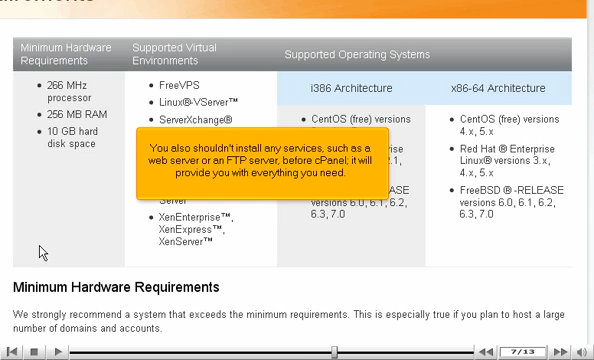 Minimum Hardware Requirements
Supported Virtual Environments
Supported Operating Systems
i386 Architecture
x86-64 Architecture
266 MHz
processor
256 MB RAM
10 GB hard
disk space
FreeVPS
Linux®-VServer™
ServerXchange®
Server
XenEnterprise™,
XenExpress™,
XenServer™
CentOS (free) versions
versions 6.0, 6.1, 6.2,
6.3, 7.0
CentOS (free) versions
4.x, 5.x
Red Hat ® Enterprise
Linux® versions 3.x,
4.x, 5.x
FreeBSD ® -RELEASE
versions 6.0, 6.1, 6.2,
6.3, 7.0
You also shouldn't install any services, such as a
web server or an FTP server, before cPanel; it will
provide you with everything you need.
Minimum Hardware Requirements
We strongly recommend a system that exceeds the minimum requirements. This is especially true if you plan to host a large
number of domains and accounts.
7/13